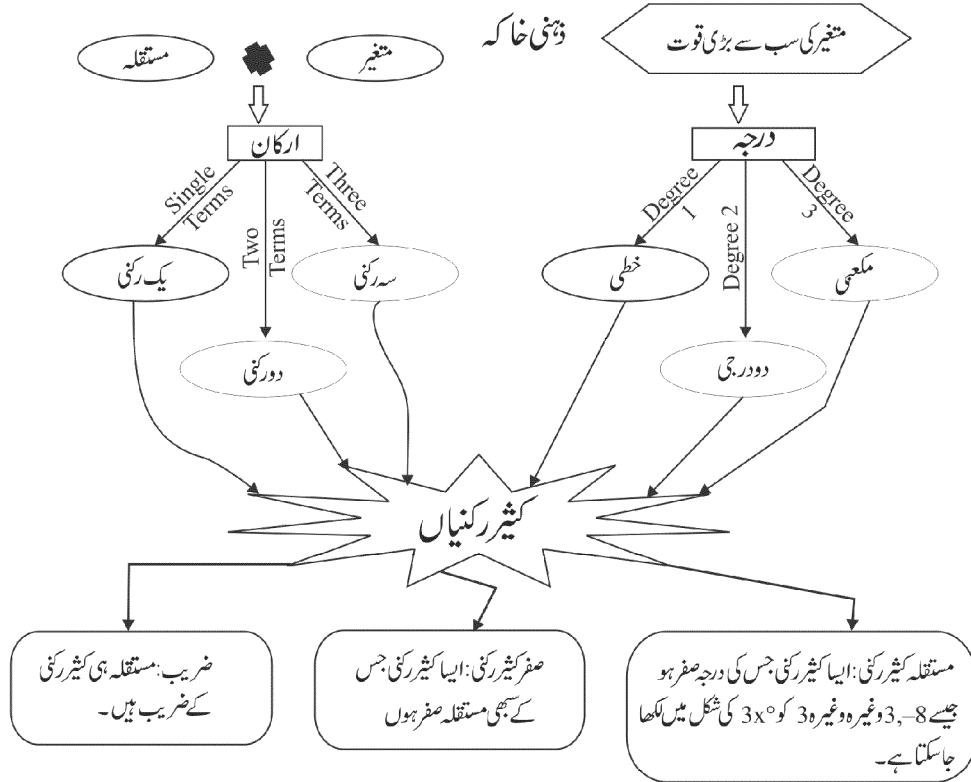 ذہنی خاکہ
متغیر کی سب سے بڑی قوت
متغیر
مستقلہ
درجہ
ارکان
Degree 1
Degree 2
Degree 3
Single Terms
Two Terms
Three Terms
مکعبی
خطی
سہ رکنی
یک رکنی
دو درجی
دو رکنی
کثیر رکنیاں
مستقلہ کثیر رکنی: ایسا کثیر رکنی جس کی درجہ صفر ہو
جیسے 3,–8 وغیرہ وغیرہ 3 کو 3x° کی شکل میں لکھا
جا سکتا ہے۔
صفر کثیر رکنی: ایسا کثیر رکنی جس
کے سبھی مستقلہ صفر ہوں
ضریب: مستقلہ ہی کثیر رکنی
کے ضریب ہیں۔